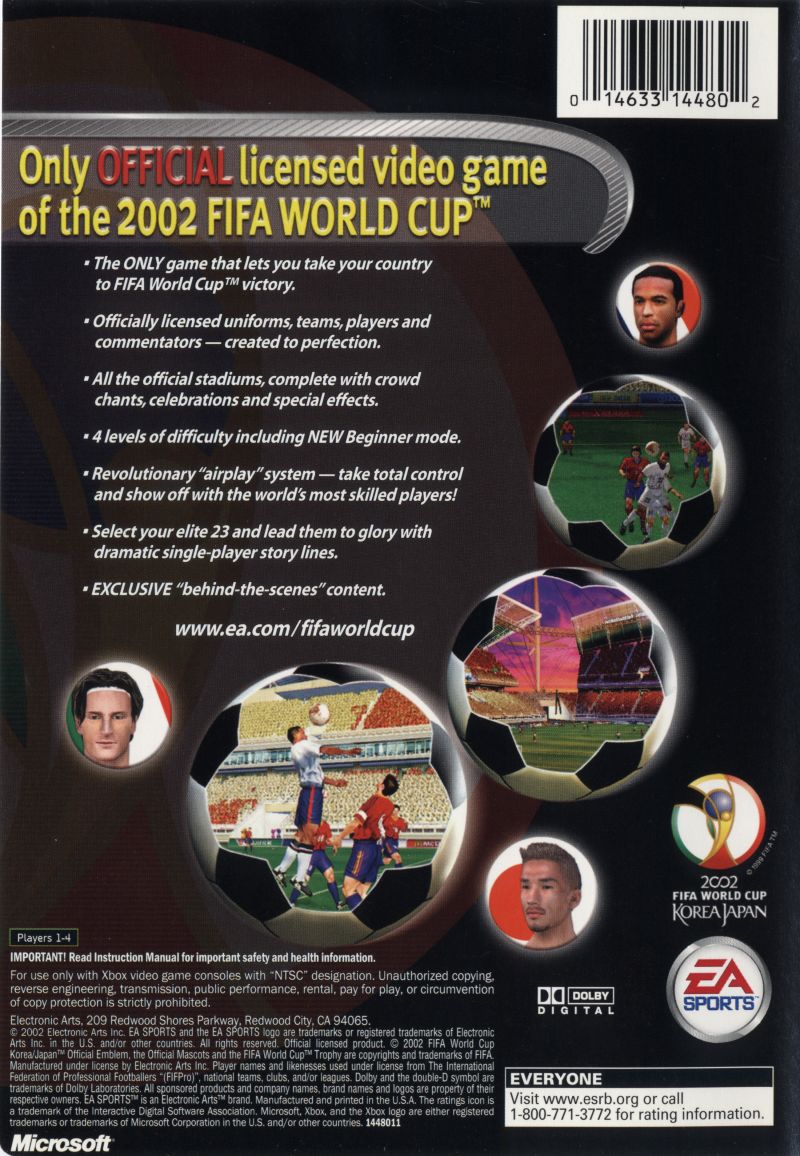 0 14633 14480 2
Only OFFICIAL licensed video game
of the 2002 FIFA WORLD CUP™
▪ The ONLY game that lets you take your country
to FIFA World Cup™ victory.
▪ Officially licensed uniforms, teams, players and
commentators — created to perfection.
▪ All the official stadiums, complete with crowd
chants, celebrations and special effects.
▪ 4 levels of difficulty including NEW Beginner mode.
▪ Revolutionary “airplay” system — take total control
and show off with the world's most skilled players!
▪ Select your elite 23 and lead them to glory with
dramatic single-player story lines.
▪ EXCLUSIVE “behind-the-scenes” content.
www.ea.com/fifaworldcup
© 1999 FIFA TM
2002
FIFA WORLD CUP
KOREA JAPAN
Players 1-4
IMPORTANT! Read Instruction Manual for important safety and health information.
For use only with Xbox video game consoles with “NTSC” designation. Unauthorized copying,
reverse engineering, transmission, public performance, rental, pay for play, or circumvention
of copy protection is strictly prohibited.
Electronic Arts, 209 Redwood Shores Parkway, Redwood City, CA 94065.
© 2002 Electronic Arts Inc. EA SPORTS and the EA SPORTS logo are trademarks or registered trademarks of Electronic
Arts Inc. in the U.S. and/or other countries. All rights reserved. Official licensed product. © 2002 FIFA World Cup
Korea/Japan™ Official Emblem, the Official Mascots and the FIFA World Cup™ Trophy are copyrights and trademarks of FIFA.
Manufactured under license by Electronic Arts Inc. Player names and likenesses used under license from The International
Federation of Professional Footballers (“FIFPro)”, national teams, clubs, and/or leagues. Dolby and the double-D symbol are
trademarks of Dolby Laboratories. All sponsored products and company names, brand names and logos are property of their
respective owners. EA SPORTS™ is an Electronic Arts™ brand. Manufactured and printed in the U.S.A. The ratings icon is
a trademark of the Interactive Digital Software Association. Microsoft, Xbox, and the Xbox logo are either registered
trademarks or trademarks of Microsoft Corporation in the U.S. and/or other countries. 1448011
DOLBY
DIGITAL
EA
SPORTS™
EVERYONE
Visit www.esrb.org or call
1-800-771-3772 for rating information.
Microsoft®